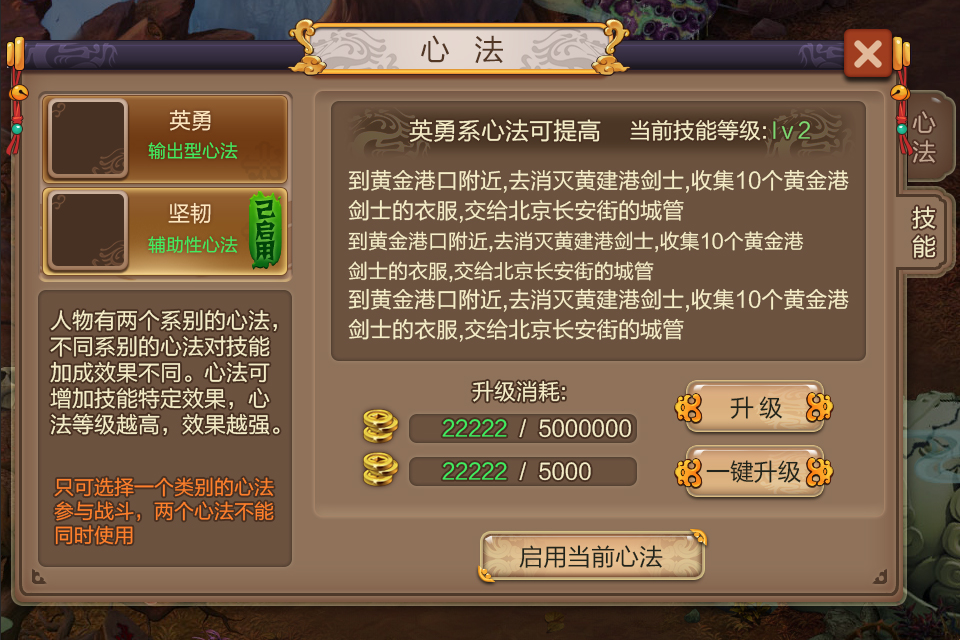 心 法
英勇
输出型心法
坚韧
辅助性心法
已启用
人物有两个系别的心法，
不同系别的心法对技能
加成效果不同。心法可
增加技能特定效果，心
法等级越高，效果越强。
只可选择一个类别的心法
参与战斗，两个心法不能
同时使用
英勇系心法可提高 当前技能等级:lv2
到黄金港口附近,去消灭黄建港剑士,收集10个黄金港
剑士的衣服,交给北京长安街的城管
到黄金港口附近,去消灭黄建港剑士,收集10个黄金港
剑士的衣服,交给北京长安街的城管
到黄金港口附近,去消灭黄建港剑士,收集10个黄金港
剑士的衣服,交给北京长安街的城管
升级消耗:
22222 / 5000000
22222 / 5000
升级
一键升级
启用当前心法
心法
技能